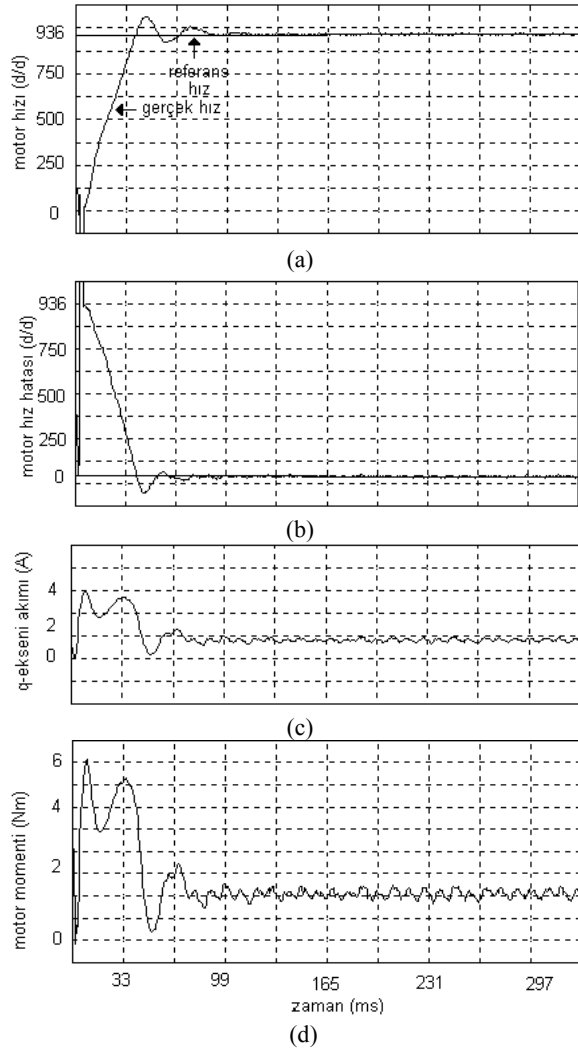 motor hızı (d/d)
936
750
500
250
0
referans
hız
gerçek hız
(a)
motor hız hatası (d/d)
936
750
500
250
0
(b)
q-ekseni akımı (A)
4
2
0
(c)
motor momenti (Nm)
6
4
2
0
33 99 165 231 297
zaman (ms)
(d)